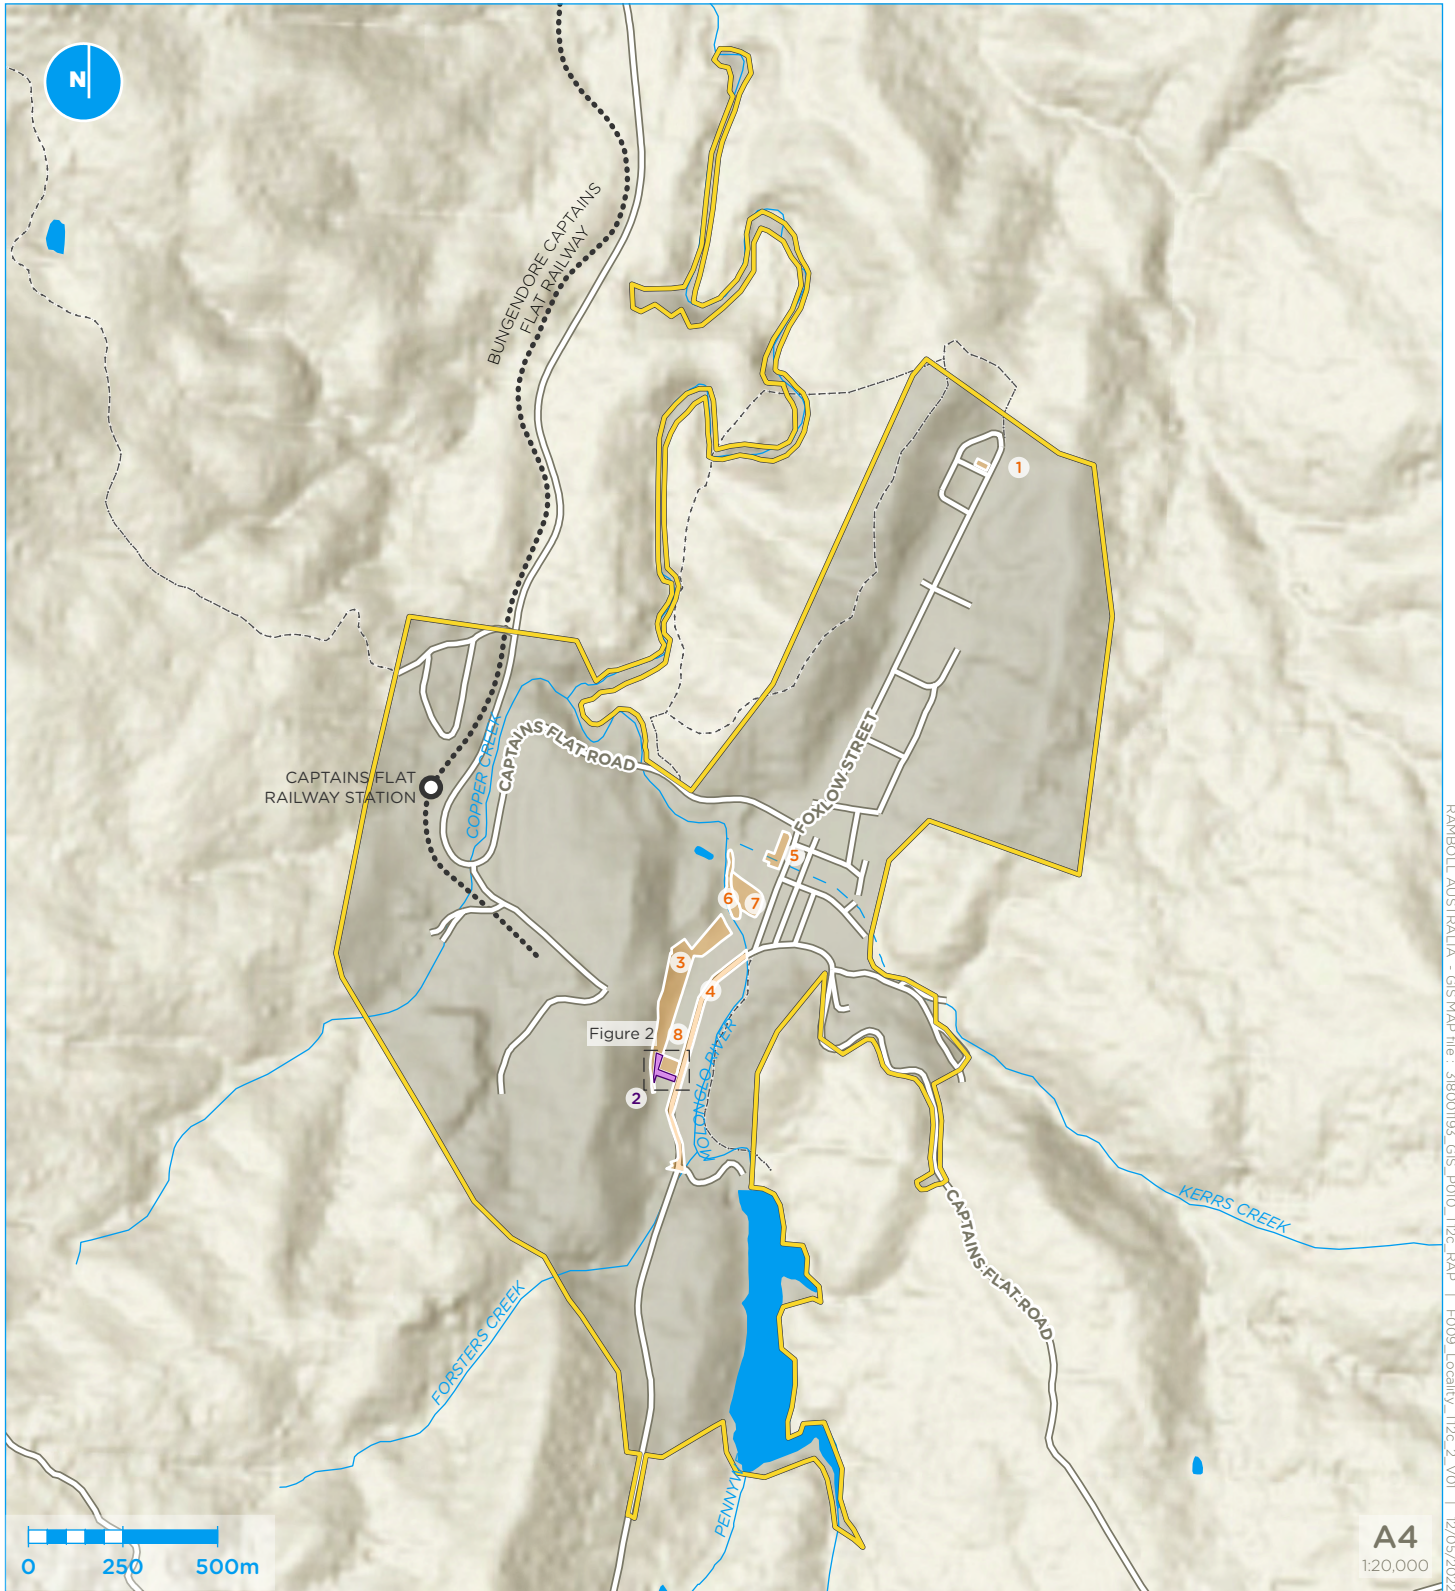 N
BUNGENDORE CAPTAINS
FLAT RAILWAY
1
CAPTAINS FLAT
RAILWAY STATION
COPPER CREEK
CAPTAINS FLAT ROAD
FOXLOW STREET
5
6
7
3
4
Figure 2
8
2
MOLONGLO RIVER
KERRS CREEK
CAPTAINS FLAT ROAD
FORSTERS CREEK
0
250
500m
A4
1:20,000
RAMBOLL AUSTRALIA - GIS MAP file :